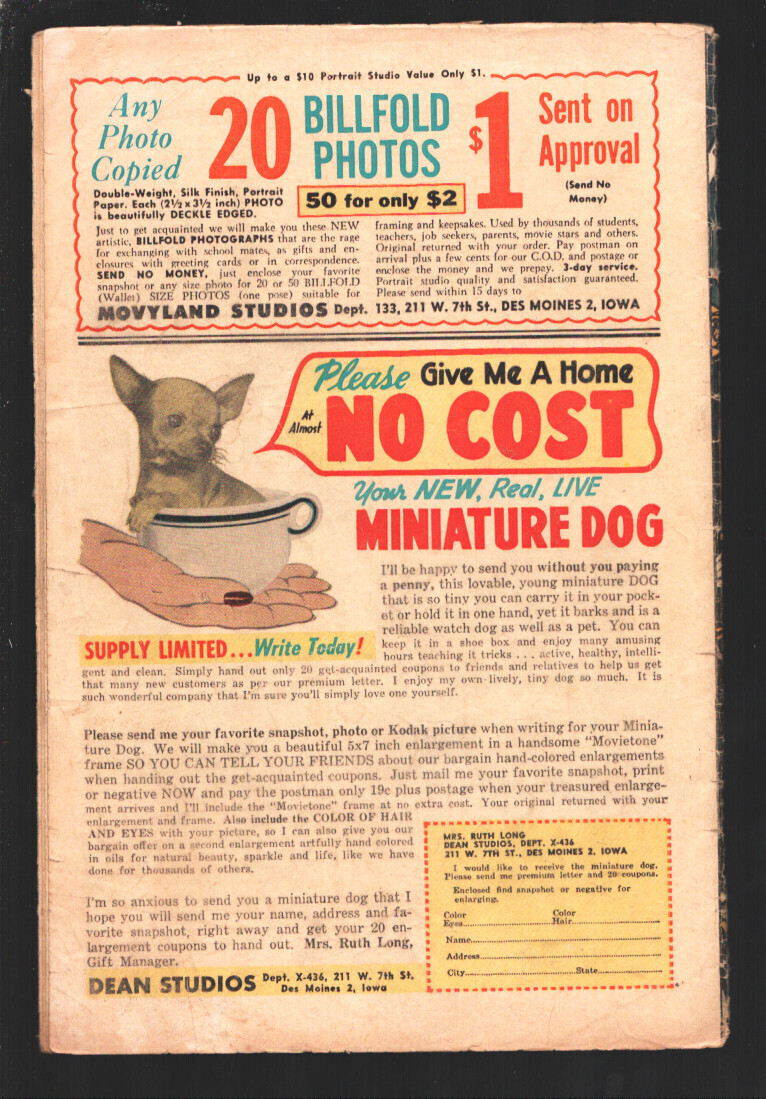 Up to a $10 Portrait Studio Value Only $1.
Any
Photo
Copied
20
BILLFOLD
PHOTOS
50 for only $2
$1
Sent on
Approval
(Send No
Money)
Double-Weight, Silk Finish, Portrait
Paper. Each (2½ x 3½ inch) PHOTO
is beautifully DECKLE EDGED.
Just to get acquainted we will make you these NEW
artistic, BILLFOLD PHOTOGRAPHS that are the rage
for exchanging with school mates, as gifts and en-
closures with greeting cards or in correspondence.
SEND NO MONEY, just enclose your favorite
snapshot or any size photo for 20 or 50 BILLFOLD
(Wallet) SIZE PHOTOS (one pose) suitable for
framing and keepsakes. Used by thousands of students,
teachers, job seekers, parents, movie stars and others.
Original returned with your order. Pay postman on
arrival plus a few cents for our C.O.D. and postage or
enclose the money and we prepay. 3-day service.
Portrait studio quality and satisfaction guaranteed.
Please send within 15 days to
MOVYLAND STUDIOS Dept. 133, 211 W. 7th St., DES MOINES 2, IOWA
Please Give Me A Home
At
Almost
NO COST
Your NEW, Real, LIVE
MINIATURE DOG
I'll be happy to send you without you paying
a penny, this lovable, young miniature DOG
that is so tiny you can carry it in your pock-
et or hold it in one hand, yet it barks and is a
reliable watch dog as well as a pet. You can
keep it in a shoe box and enjoy many amusing
hours teaching it tricks . . . active, healthy, intelli-
SUPPLY LIMITED...Write Today!
gent and clean. Simply hand out only 20 get-acquainted coupons to friends and relatives to help us get
that many new customers as per our premium letter. I enjoy my own lively, tiny dog so much. It is
such wonderful company that I'm sure you'll simply love one yourself.
Please send me your favorite snapshot, photo or Kodak picture when writing for your Minia-
ture Dog. We will make you a beautiful 5x7 inch enlargement in a handsome "Movietone"
frame SO YOU CAN TELL YOUR FRIENDS about our bargain hand-colored enlargements
when handing out the get-acquainted coupons. Just mail me your favorite snapshot, print
or negative NOW and pay the postman only 19c plus postage when your treasured enlarge-
ment arrives and I'll include the "Movietone" frame at no extra cost. Your original returned with your
enlargement and frame. Also include the COLOR OF HAIR
AND EYES with your picture, so I can also give you our
bargain offer on a second enlargement artfully hand colored
in oils for natural beauty, sparkle and life, like we have
done for thousands of others.
I'm so anxious to send you a miniature dog that I
hope you will send me your name, address and fa-
vorite snapshot, right away and get your 20 en-
largement coupons to hand out. Mrs. Ruth Long,
Gift Manager.
DEAN STUDIOS Dept. X-436, 211 W. 7th St.
Des Moines 2, Iowa
MRS. RUTH LONG
DEAN STUDIOS, DEPT. X-436
211 W. 7TH ST., DES MOINES 2, IOWA
I would like to receive the miniature dog.
Please send me premium letter and 20 coupons.
Enclosed find snapshot or negative for
enlarging.
Color Color
Eyes........ Hair........
Name........
Address........
City........ State........